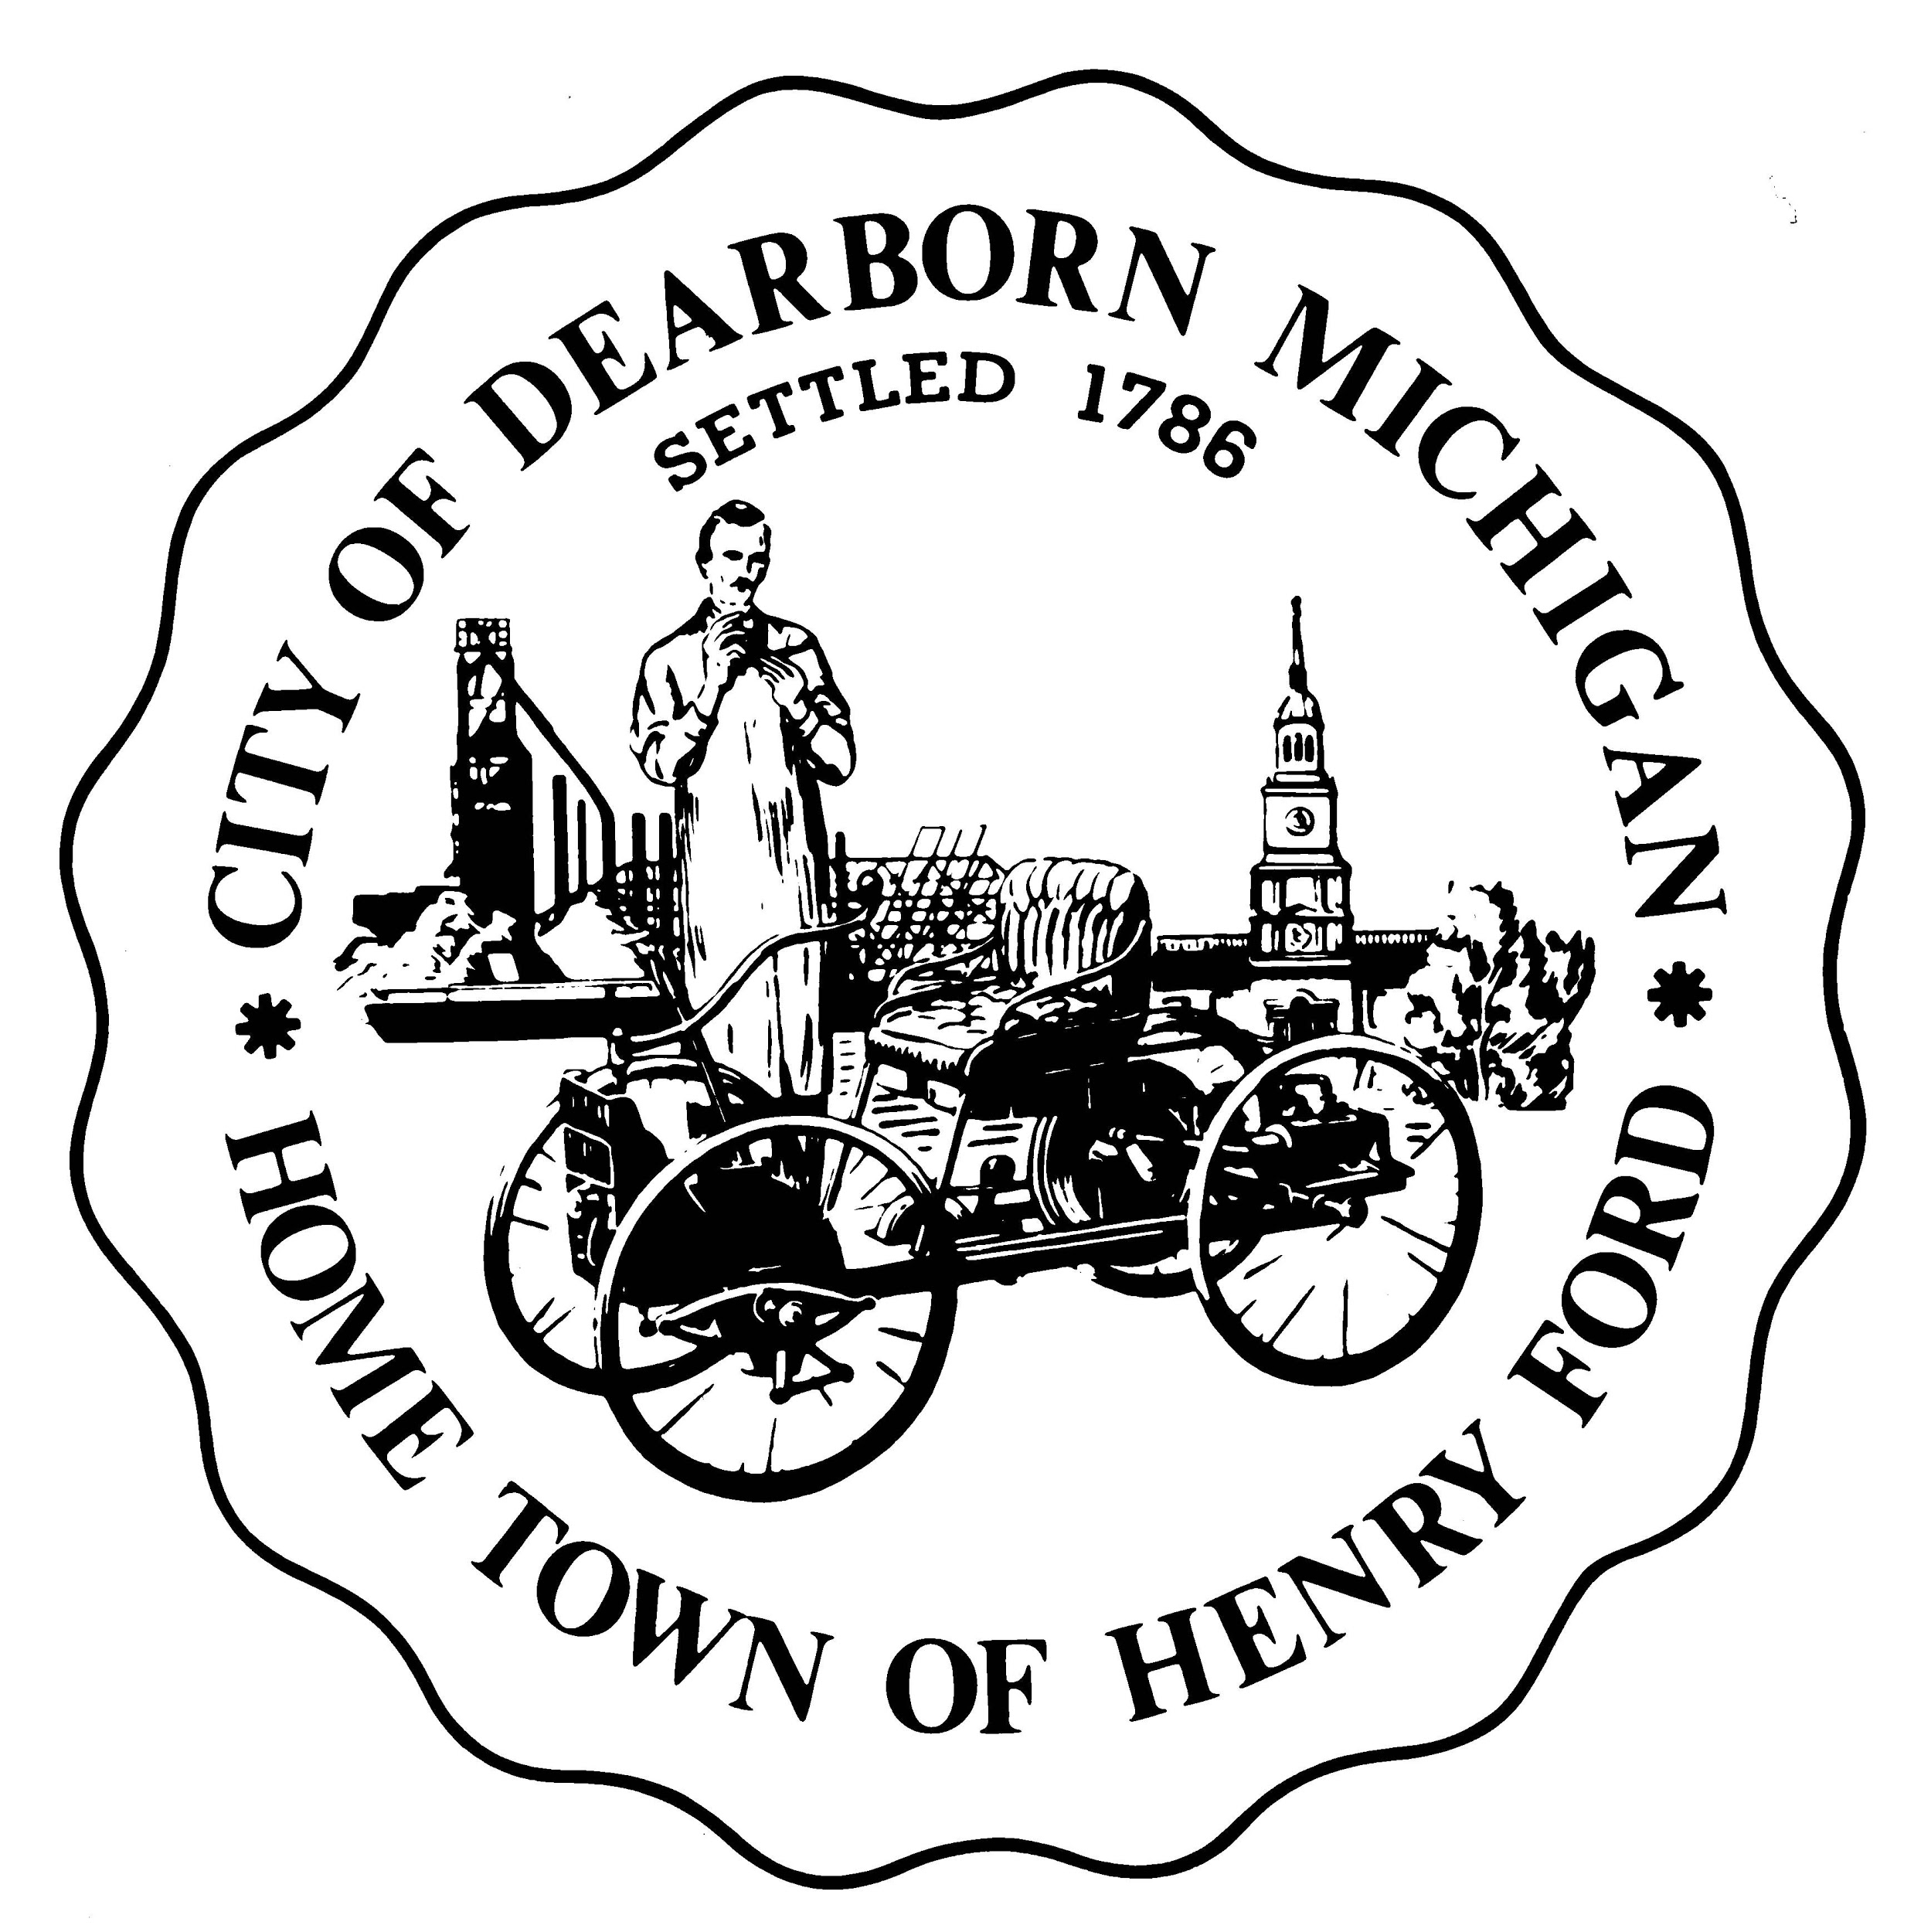 CITY OF DEARBORN MICHIGAN
SETTLED 1786
* HOME TOWN OF HENRY FORD *